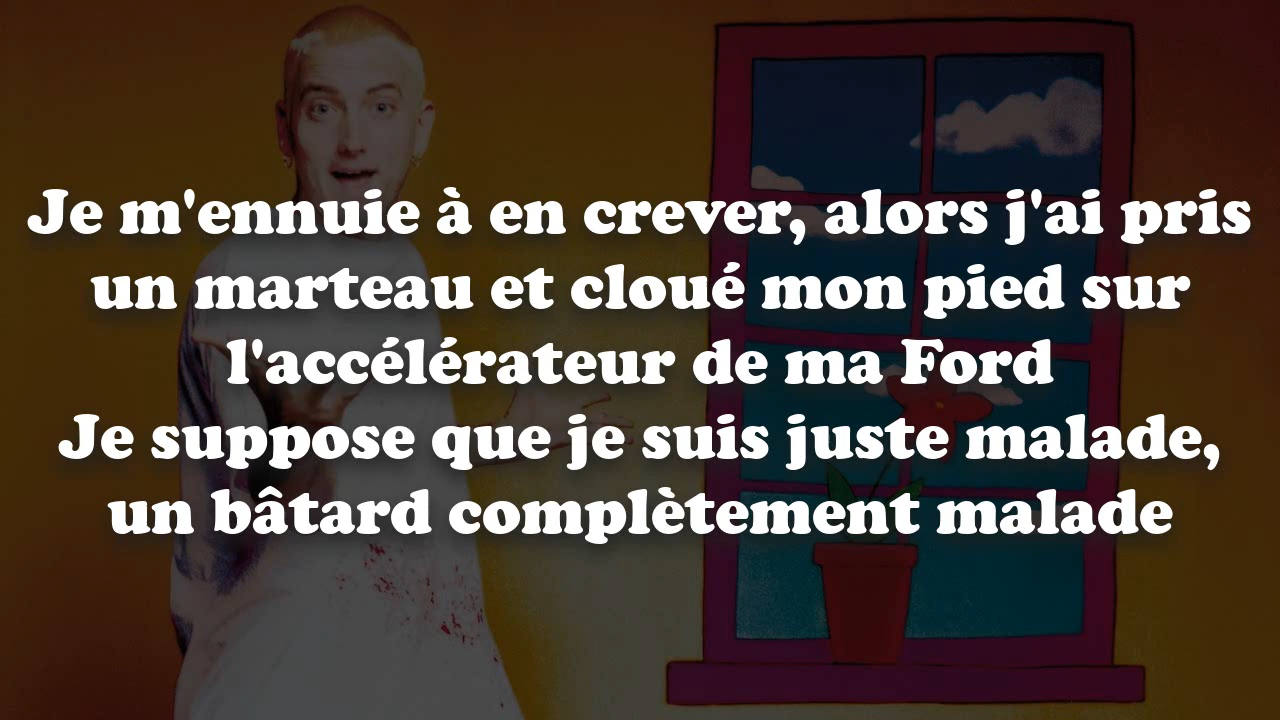 Je m'ennuie à en crever, alors j'ai pris
un marteau et cloué mon pied sur
l'accélérateur de ma Ford
Je suppose que je suis juste malade,
un bâtard complètement malade